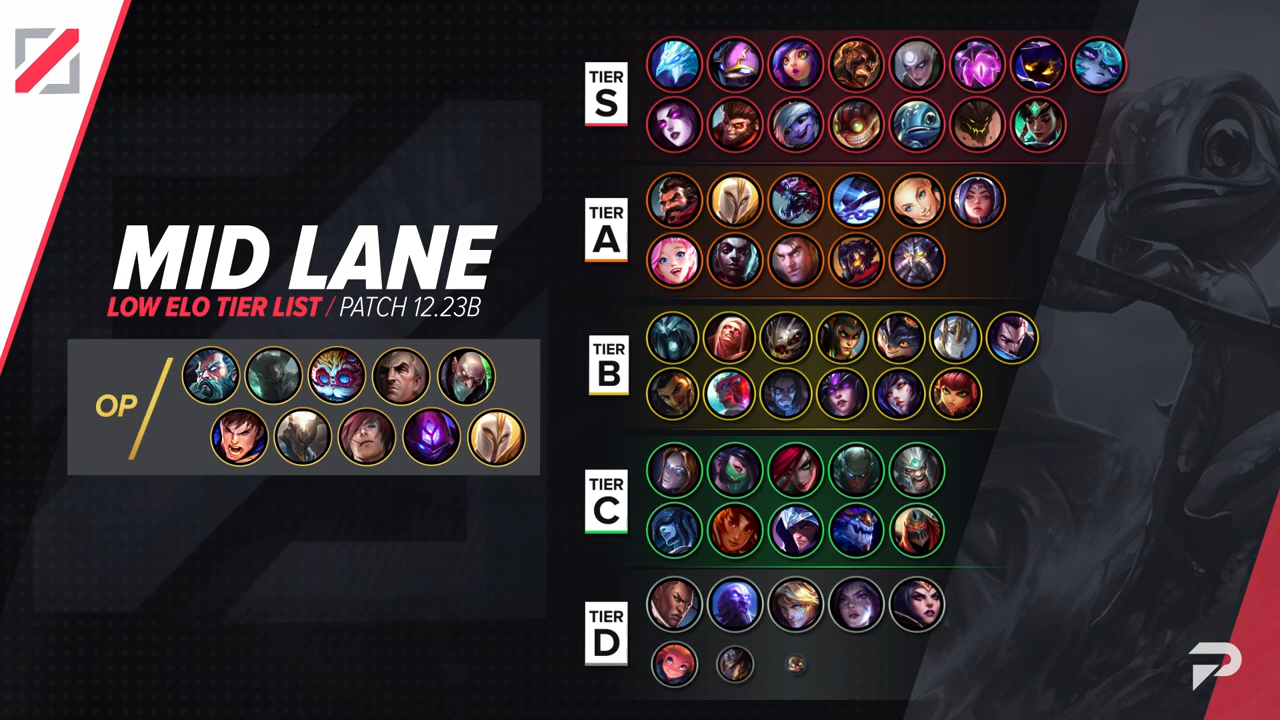 MID LANE
LOW ELO TIER LIST / PATCH 12.23B
OP
TIER
S
TIER
A
TIER
B
TIER
C
TIER
D